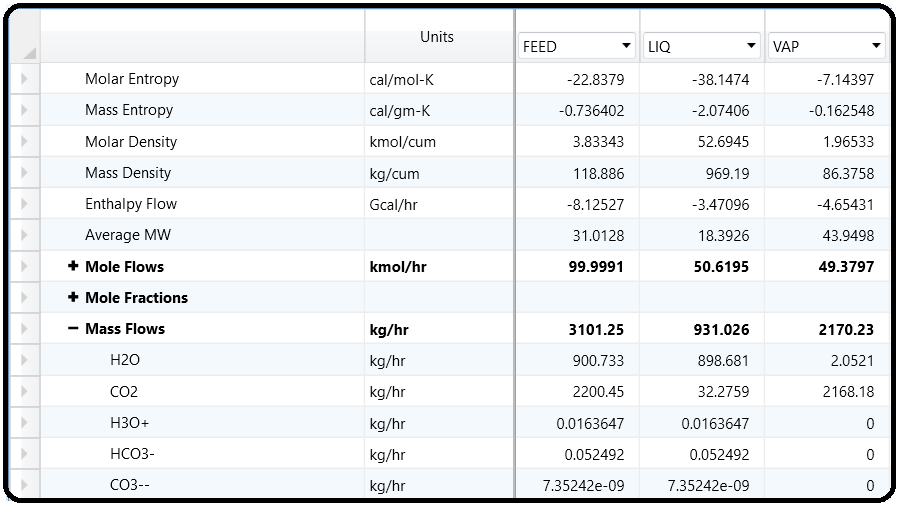 Units FEED LIQ VAP
Molar Entropy cal/mol-K -22.8379 -38.1474 -7.14397
Mass Entropy cal/gm-K -0.736402 -2.07406 -0.162548
Molar Density kmol/cum 3.83343 52.6945 1.96533
Mass Density kg/cum 118.886 969.19 86.3758
Enthalpy Flow Gcal/hr -8.12527 -3.47096 -4.65431
Average MW 31.0128 18.3926 43.9498
+ Mole Flows kmol/hr 99.9991 50.6195 49.3797
+ Mole Fractions
− Mass Flows kg/hr 3101.25 931.026 2170.23
H2O kg/hr 900.733 898.681 2.0521
CO2 kg/hr 2200.45 32.2759 2168.18
H3O+ kg/hr 0.0163647 0.0163647 0
HCO3- kg/hr 0.052492 0.052492 0
CO3-- kg/hr 7.35242e-09 7.35242e-09 0